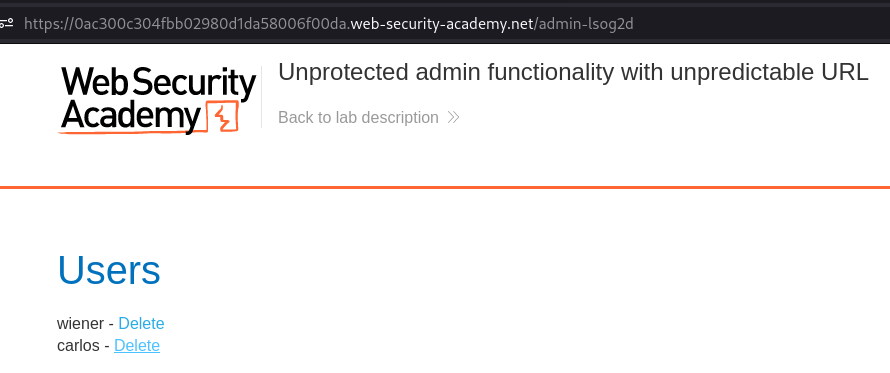 https://0ac300c304fbb02980d1da58006f00da.web-security-academy.net/admin-lsog2d
Web Security
Academy
Unprotected admin functionality with unpredictable URL
Back to lab description
Users
wiener - Delete
carlos - Delete